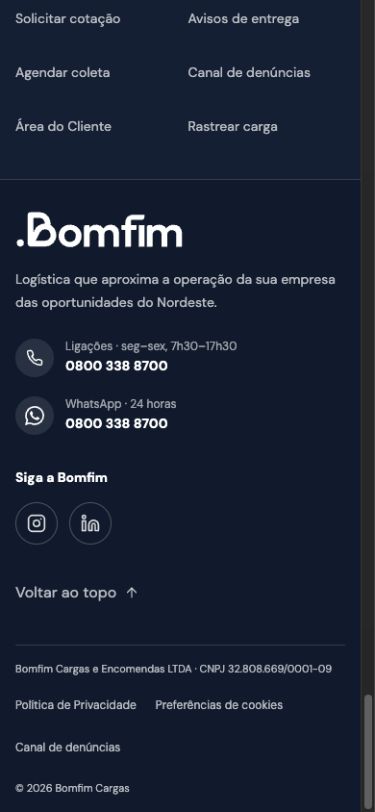 Solicitar cotação
Avisos de entrega
Agendar coleta
Canal de denúncias
Área do Cliente
Rastrear carga
.Bomfim
Logística que aproxima a operação da sua empresa
das oportunidades do Nordeste.
Ligações · seg–sex, 7h30–17h30
0800 338 8700
WhatsApp · 24 horas
0800 338 8700
Siga a Bomfim
Voltar ao topo ↑
Bomfim Cargas e Encomendas LTDA · CNPJ 32.808.669/0001-09
Política de Privacidade
Preferências de cookies
Canal de denúncias
© 2026 Bomfim Cargas